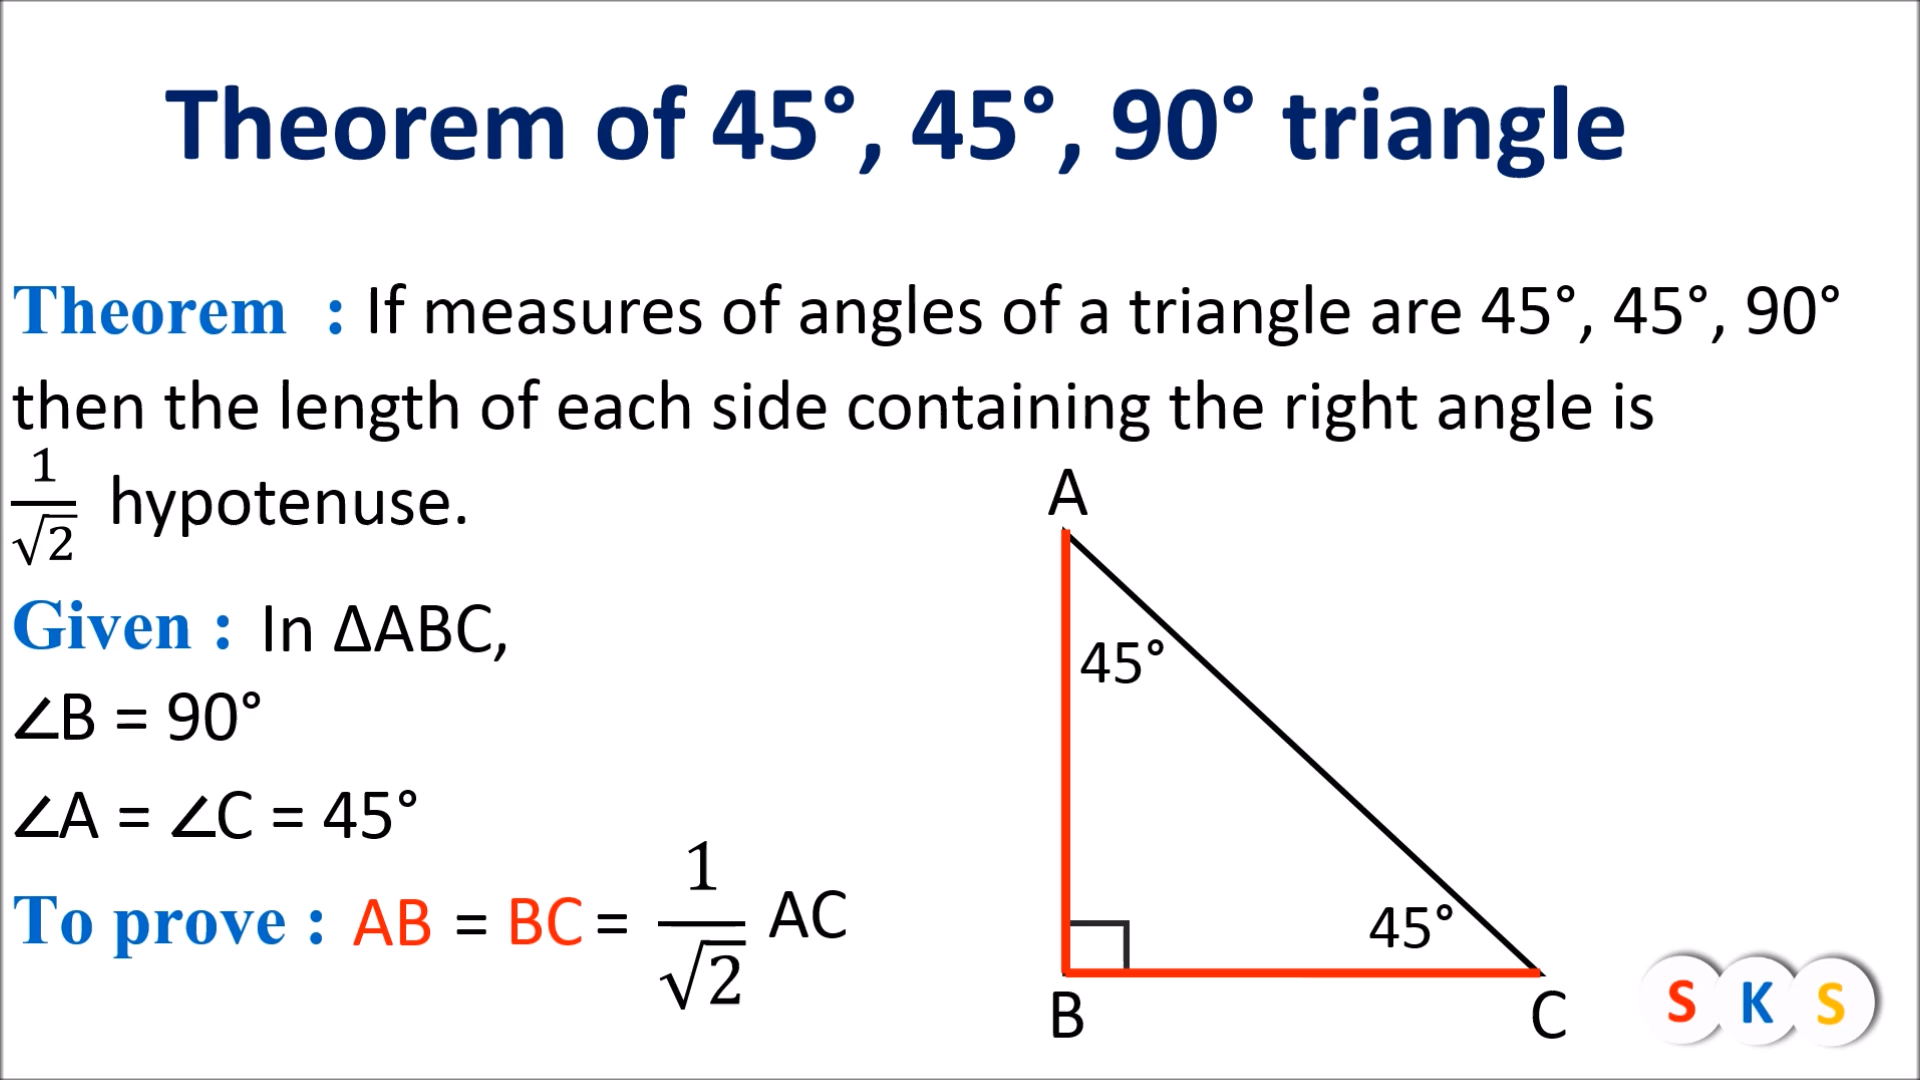 Theorem of 45°, 45°, 90° triangle
Theorem : If measures of angles of a triangle are 45°, 45°, 90°
then the length of each side containing the right angle is
1/√2 hypotenuse.
Given : In ΔABC,
∠B = 90°
∠A = ∠C = 45°
To prove : AB = BC = 1/√2 AC
A
45°
45°
B
C
S K S